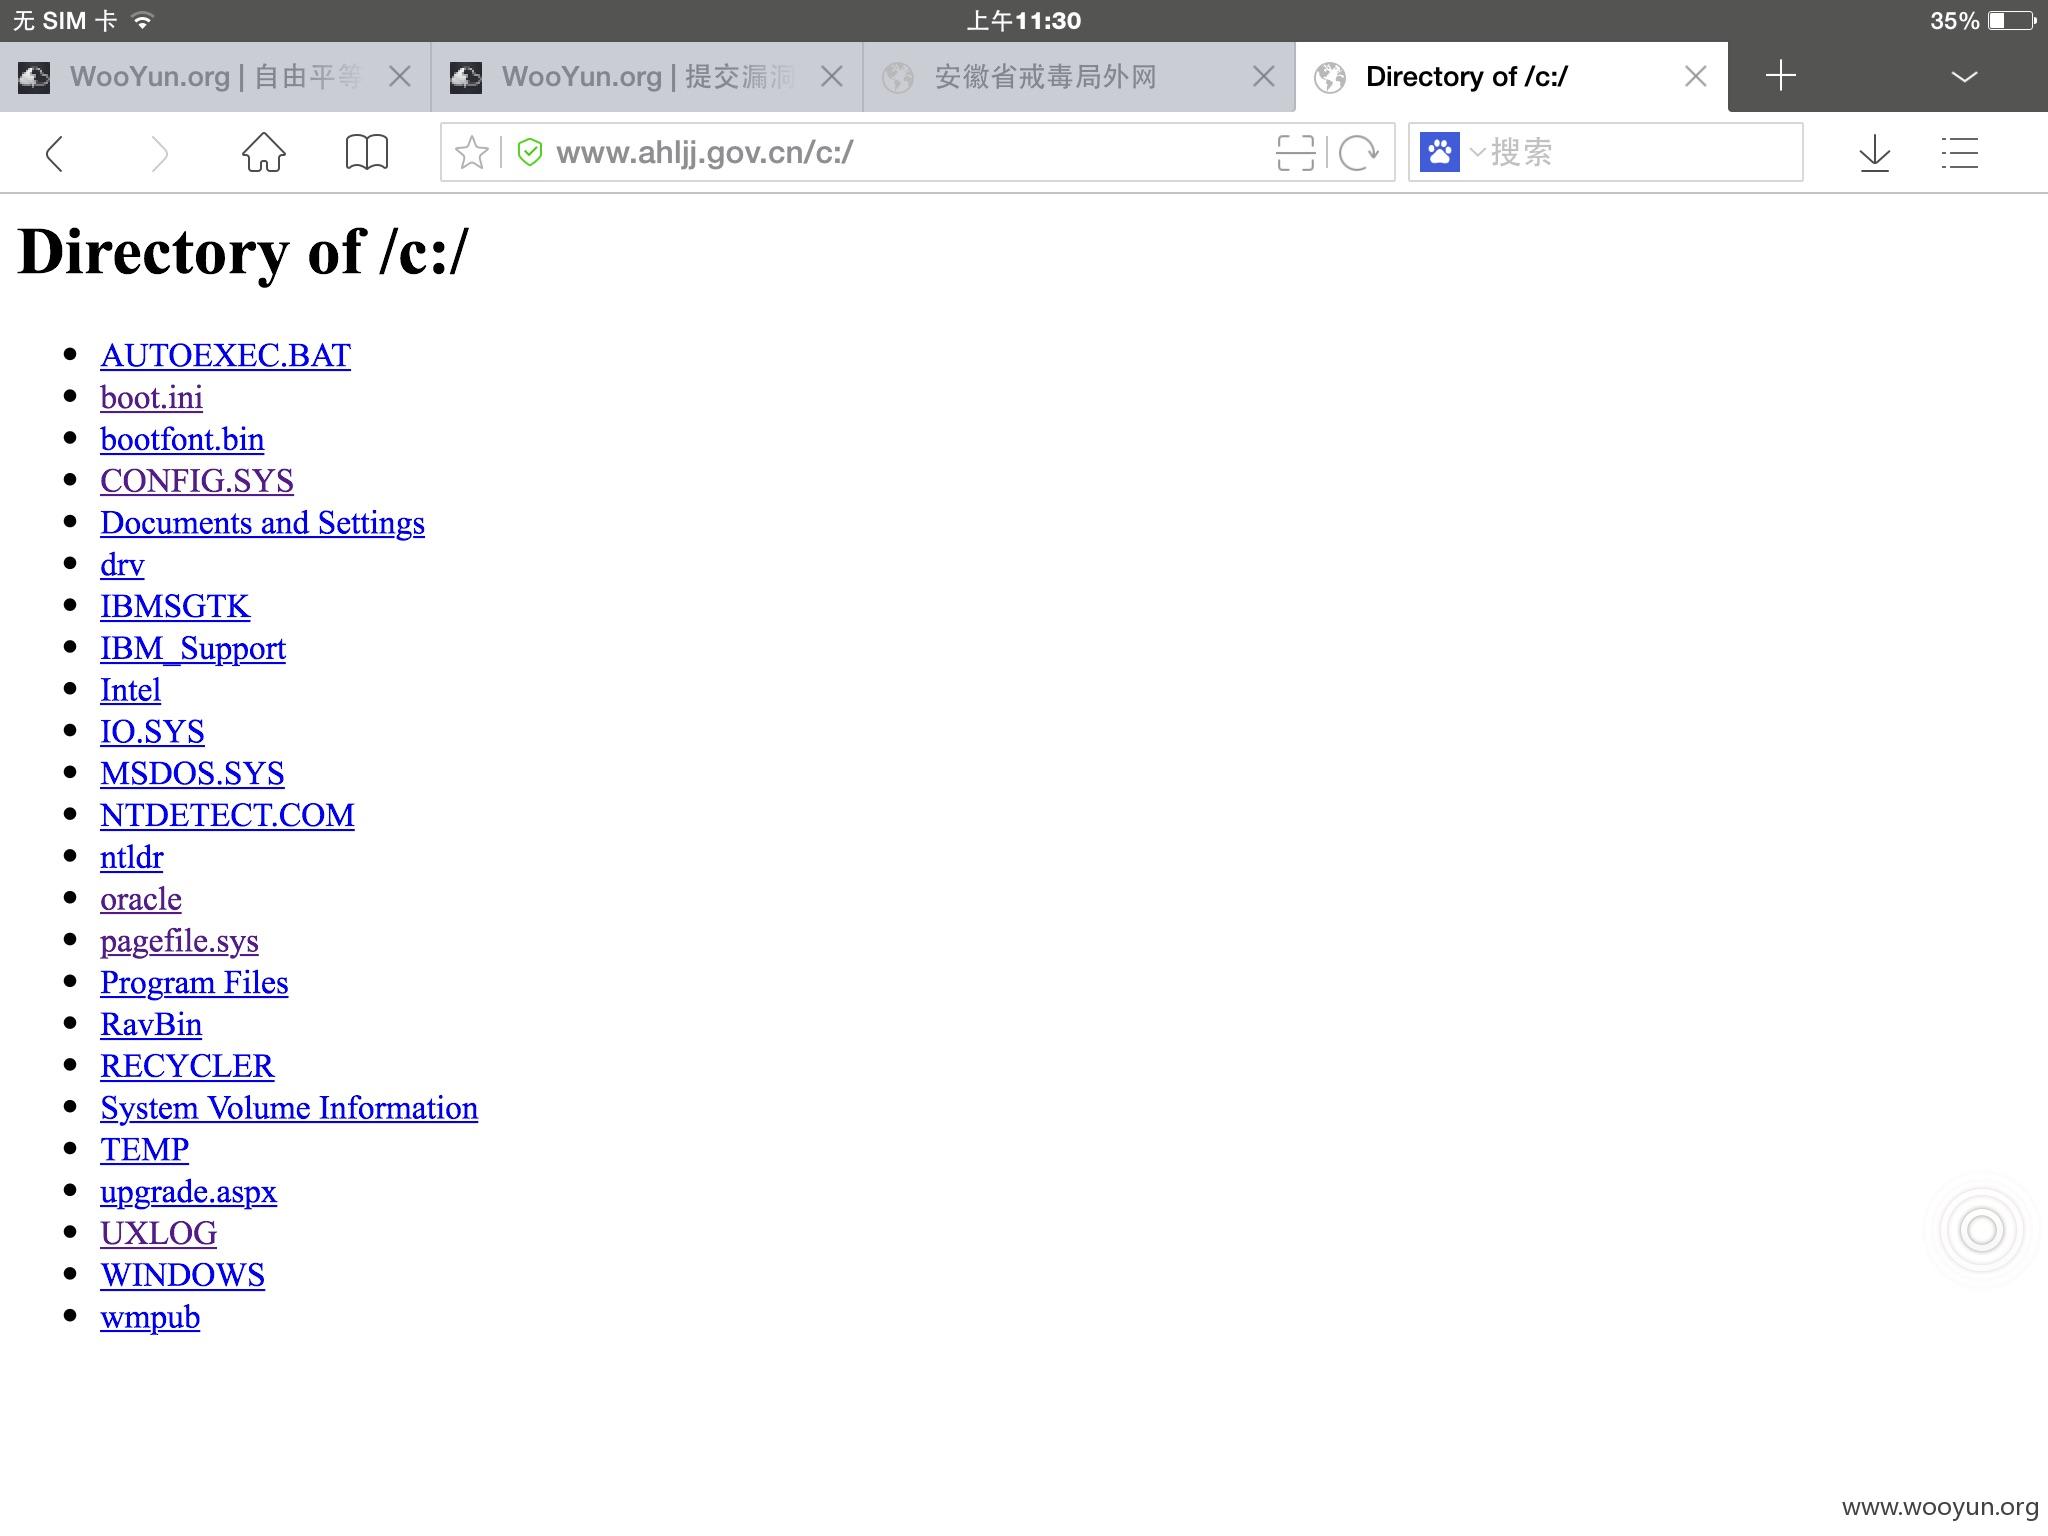 无 SIM 卡
上午11:30
35%
WooYun.org | 自由平等
WooYun.org | 提交漏洞
安徽省戒毒局外网
Directory of /c:/
www.ahljj.gov.cn/c:/
搜索
Directory of /c:/
AUTOEXEC.BAT
boot.ini
bootfont.bin
CONFIG.SYS
Documents and Settings
drv
IBMSGTK
IBM_Support
Intel
IO.SYS
MSDOS.SYS
NTDETECT.COM
ntldr
oracle
pagefile.sys
Program Files
RavBin
RECYCLER
System Volume Information
TEMP
upgrade.aspx
UXLOG
WINDOWS
wmpub
www.wooyun.org